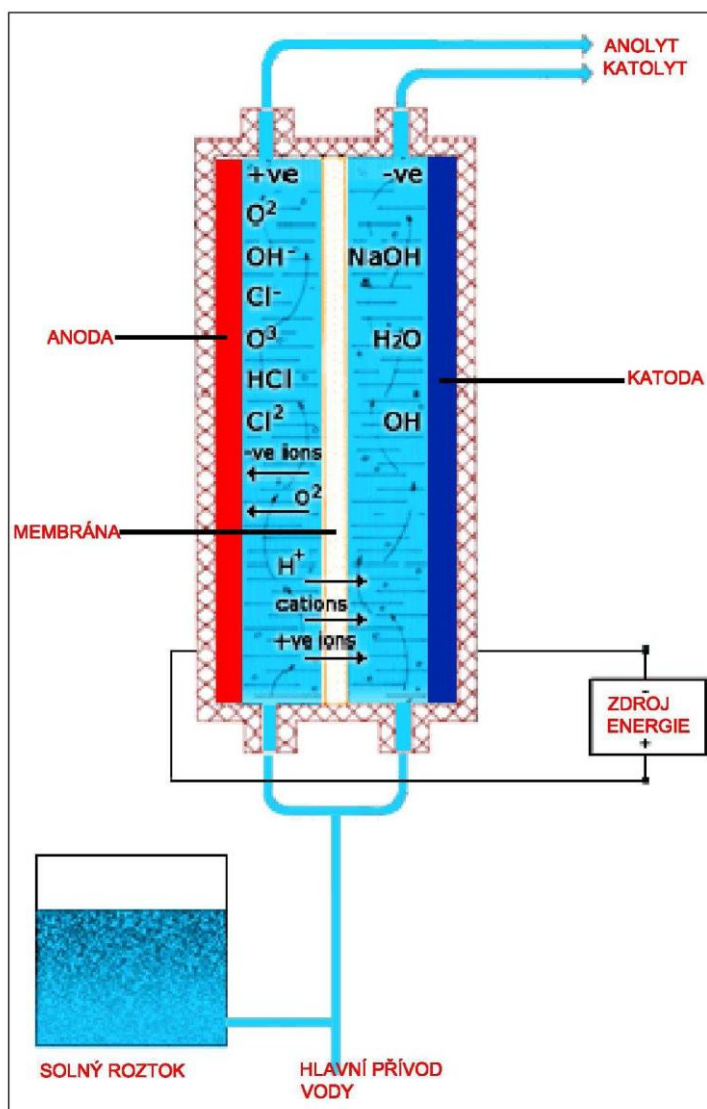 ANOLYT
KATOLYT
+ve
-ve
O²
OH⁻
NaOH
Cl⁻
ANODA
O³
H₂O
HCl
KATODA
Cl²
OH
-ve ions
O²
MEMBRÁNA
H⁺
cations
+ve ions
-
ZDROJ
ENERGIE
+
SOLNÝ ROZTOK
HLAVNÍ PŘÍVOD
VODY